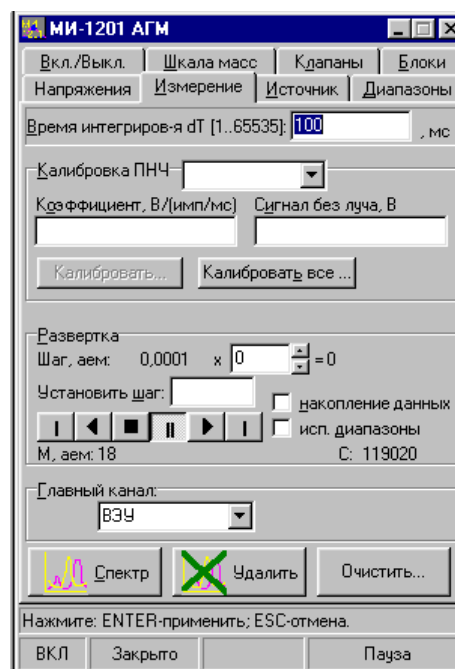 МИ-1201 АГМ
Вкл./Выкл. Шкала масс Клапаны Блоки
Напряжения Измерение Источник Диапазоны
Время интегриров-я dT [1..65535]: 100 , мс
Калибровка ПНЧ
Коэффициент, В/(имп/мс) Сигнал без луча, В
Калибровать... Калибровать все ...
Развертка
Шаг, аем: 0,0001 x 0 = 0
Установить шаг:
накопление данных
исп. диапазоны
М, аем: 18 С: 119020
Главный канал:
ВЭУ
Спектр Удалить Очистить...
Нажмите: ENTER-применить; ESC-отмена.
ВКЛ Закрыто Пауза